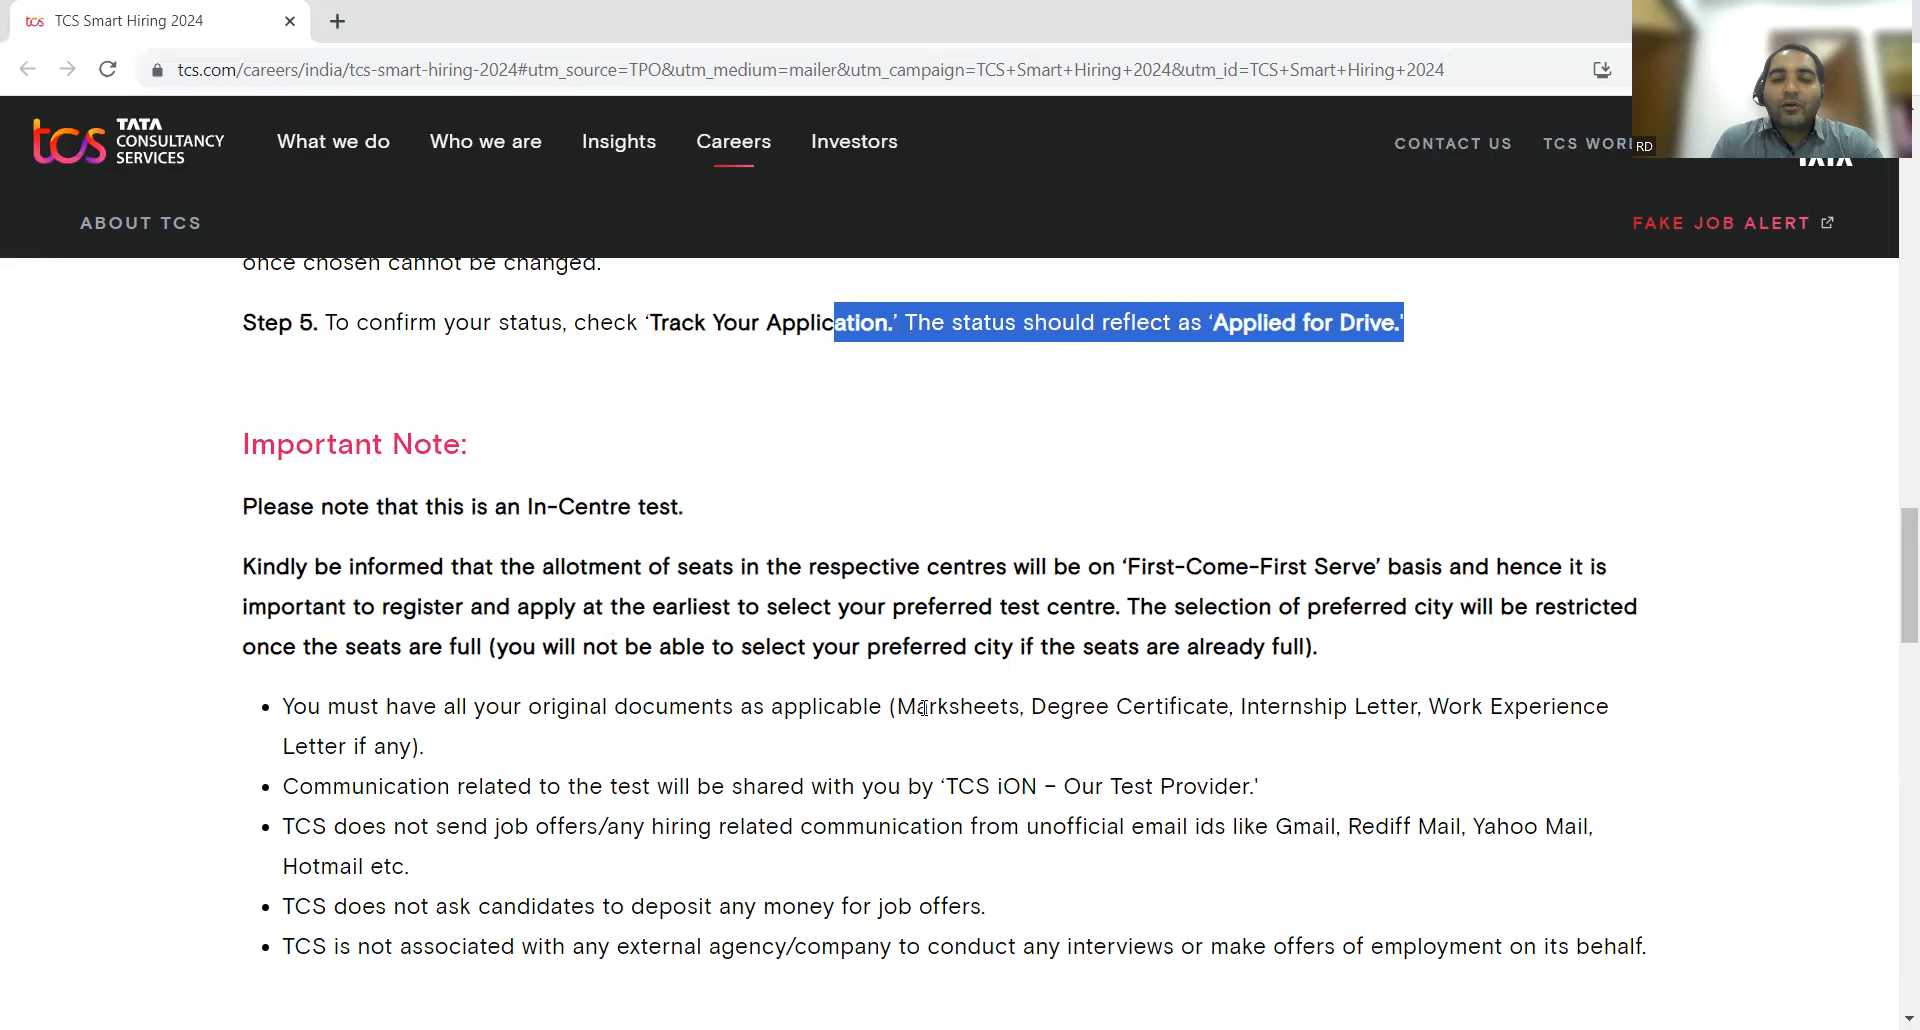 tcs TCS Smart Hiring 2024
tcs.com/careers/india/tcs-smart-hiring-2024#utm_source=TPO&utm_medium=mailer&utm_campaign=TCS+Smart+Hiring+2024&utm_id=TCS+Smart+Hiring+2024
tcs TATA CONSULTANCY SERVICES
What we do Who we are Insights Careers Investors
CONTACT US TCS WORL
RD
TATA
ABOUT TCS
FAKE JOB ALERT
once chosen cannot be changed.
Step 5. To confirm your status, check ‘Track Your Application.’ The status should reflect as ‘Applied for Drive.'
Important Note:
Please note that this is an In-Centre test.
Kindly be informed that the allotment of seats in the respective centres will be on ‘First-Come-First Serve’ basis and hence it is
important to register and apply at the earliest to select your preferred test centre. The selection of preferred city will be restricted
once the seats are full (you will not be able to select your preferred city if the seats are already full).
• You must have all your original documents as applicable (Marksheets, Degree Certificate, Internship Letter, Work Experience
Letter if any).
• Communication related to the test will be shared with you by ‘TCS iON – Our Test Provider.'
• TCS does not send job offers/any hiring related communication from unofficial email ids like Gmail, Rediff Mail, Yahoo Mail,
Hotmail etc.
• TCS does not ask candidates to deposit any money for job offers.
• TCS is not associated with any external agency/company to conduct any interviews or make offers of employment on its behalf.